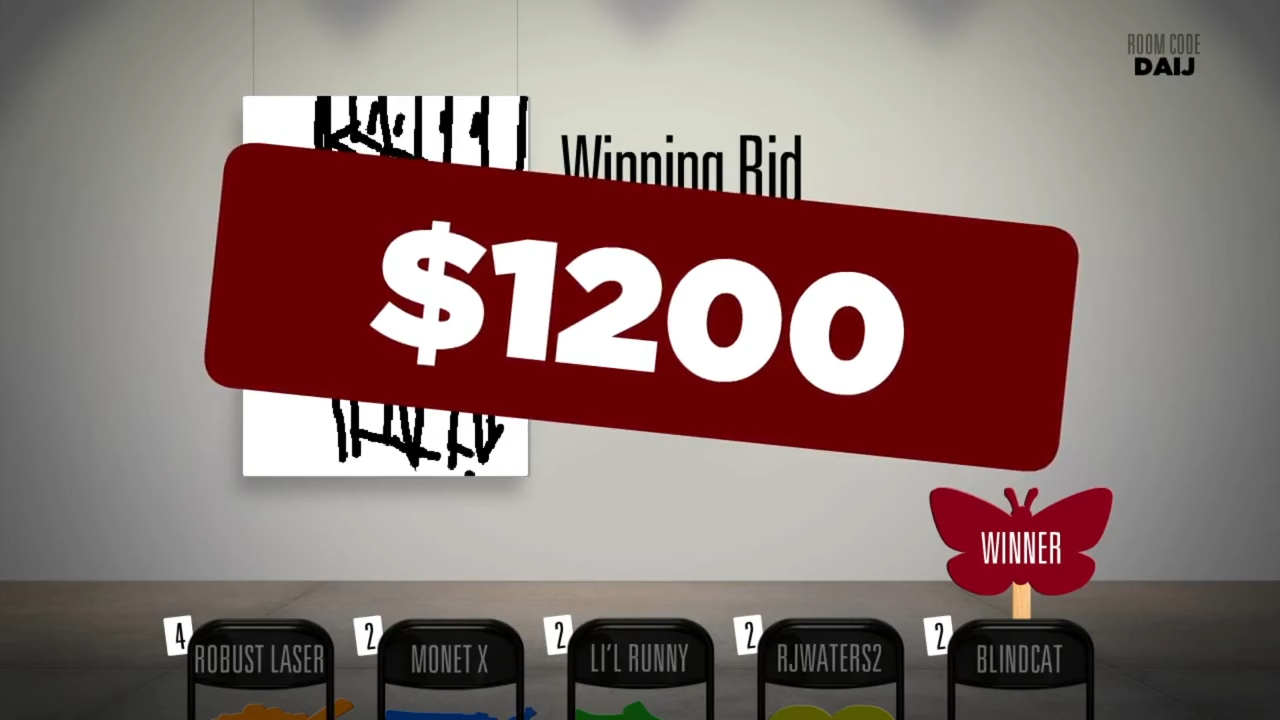 ROOM CODE
DAIJ
Winning Bid
$1200
WINNER
4
2
2
2
2
ROBUST LASER
MONET X
LI'L RUNNY
RJWATERS2
BLINDCAT